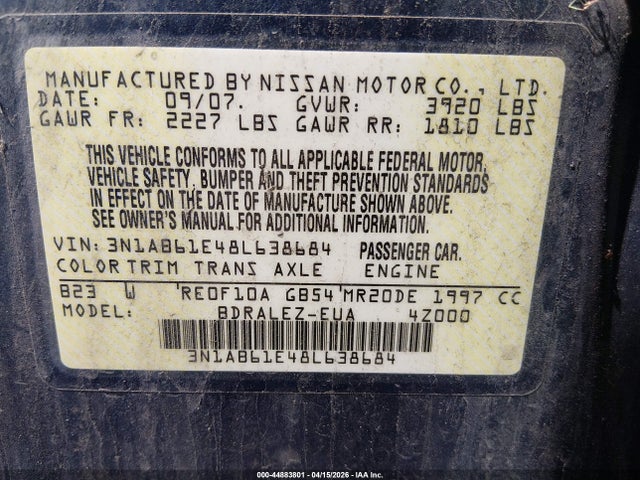 MANUFACTURED BY NISSAN MOTOR CO., LTD.
DATE: 09/07. GVWR: 3920 LBS
GAWR FR: 2227 LBS GAWR RR: 1810 LBS
THIS VEHICLE CONFORMS TO ALL APPLICABLE FEDERAL MOTOR
VEHICLE SAFETY, BUMPER AND THEFT PREVENTION STANDARDS
IN EFFECT ON THE DATE OF MANUFACTURE SHOWN ABOVE.
SEE OWNER'S MANUAL FOR ADDITIONAL INFORMATION.
VIN: 3N1AB61E48L638684 PASSENGER CAR.
COLOR TRIM TRANS AXLE ENGINE
B23 W RE0F10A GB54 MR20DE 1997 CC
MODEL: BDRALEZ-EUA 4Z000
3N1AB61E48L638684
000-44883801 - 04/15/2026 - IAA Inc.